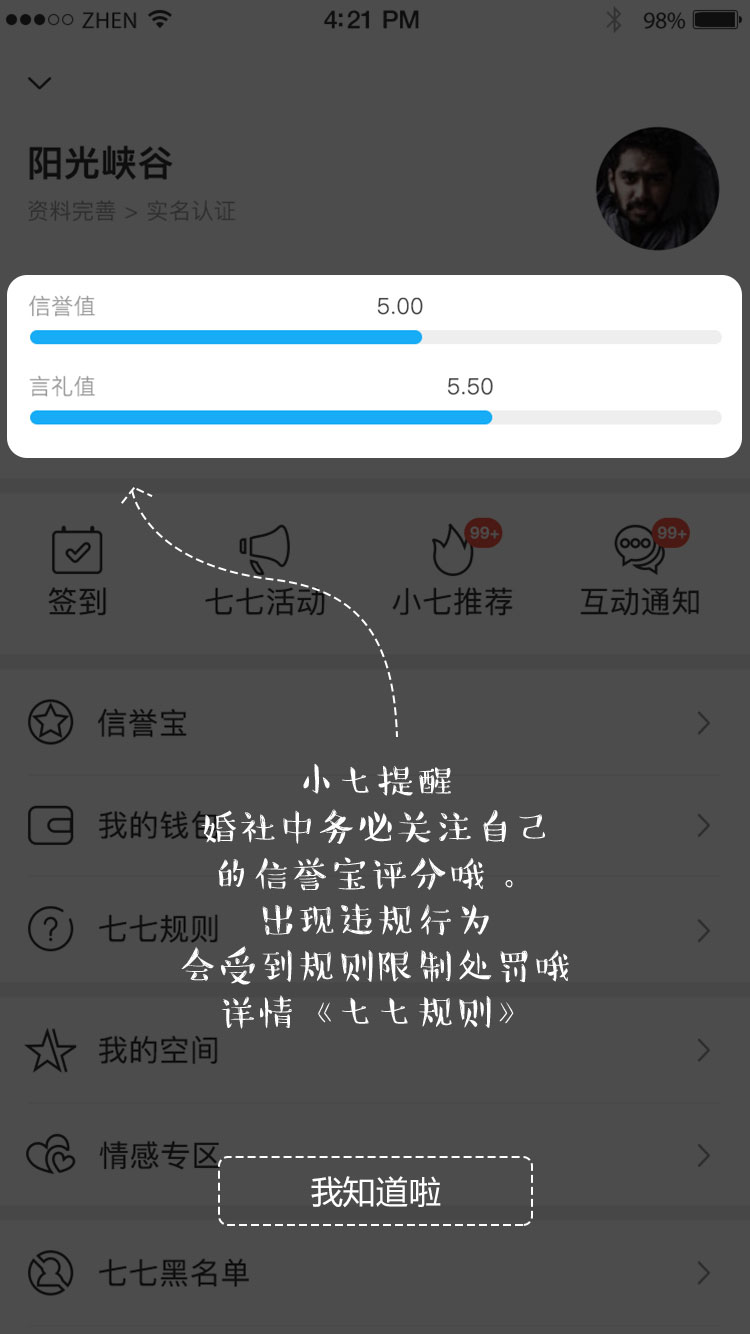 ZHEN 4:21 PM 98%
阳光峡谷
资料完善 > 实名认证
信誉值 5.00
言礼值 5.50
99+ 99+
签到 七七活动 小七推荐 互动通知
信誉宝
我的钱包
七七规则
小七提醒
婚社中务必关注自己
的信誉宝评分哦。
出现违规行为
会受到规则限制处罚哦
详情《七七规则》
我的空间
情感专区
我知道啦
七七黑名单